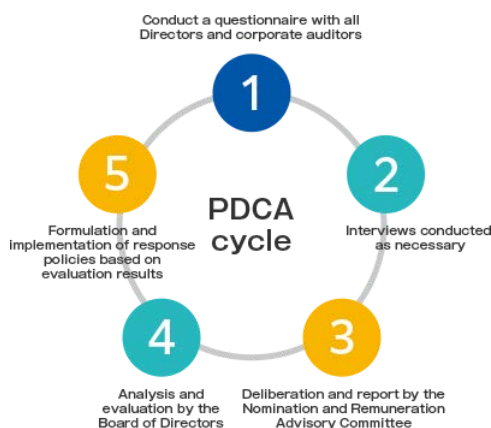 Conduct a questionnaire with all
Directors and corporate auditors
1
2
Interviews conducted
as necessary
3
Deliberation and report by the
Nomination and Remuneration
Advisory Committee
4
Analysis and
evaluation by the
Board of Directors
5
Formulation and
implementation of response
policies based on
evaluation results
PDCA
cycle